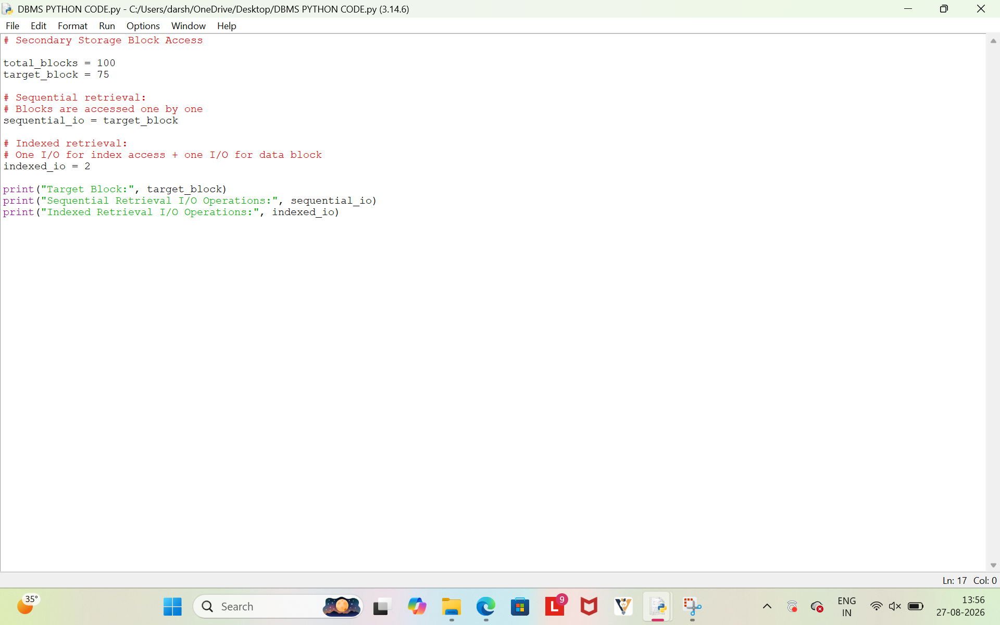 DBMS PYTHON CODE.py - C:/Users/darsh/OneDrive/Desktop/DBMS PYTHON CODE.py (3.14.6)
File Edit Format Run Options Window Help
# Secondary Storage Block Access
total_blocks = 100
target_block = 75
# Sequential retrieval:
# Blocks are accessed one by one
sequential_io = target_block
# Indexed retrieval:
# One I/O for index access + one I/O for data block
indexed_io = 2
print("Target Block:", target_block)
print("Sequential Retrieval I/O Operations:", sequential_io)
print("Indexed Retrieval I/O Operations:", indexed_io)
Ln: 17 Col: 0
35°
Search
L
9
ENG
IN
13:56
27-08-2026